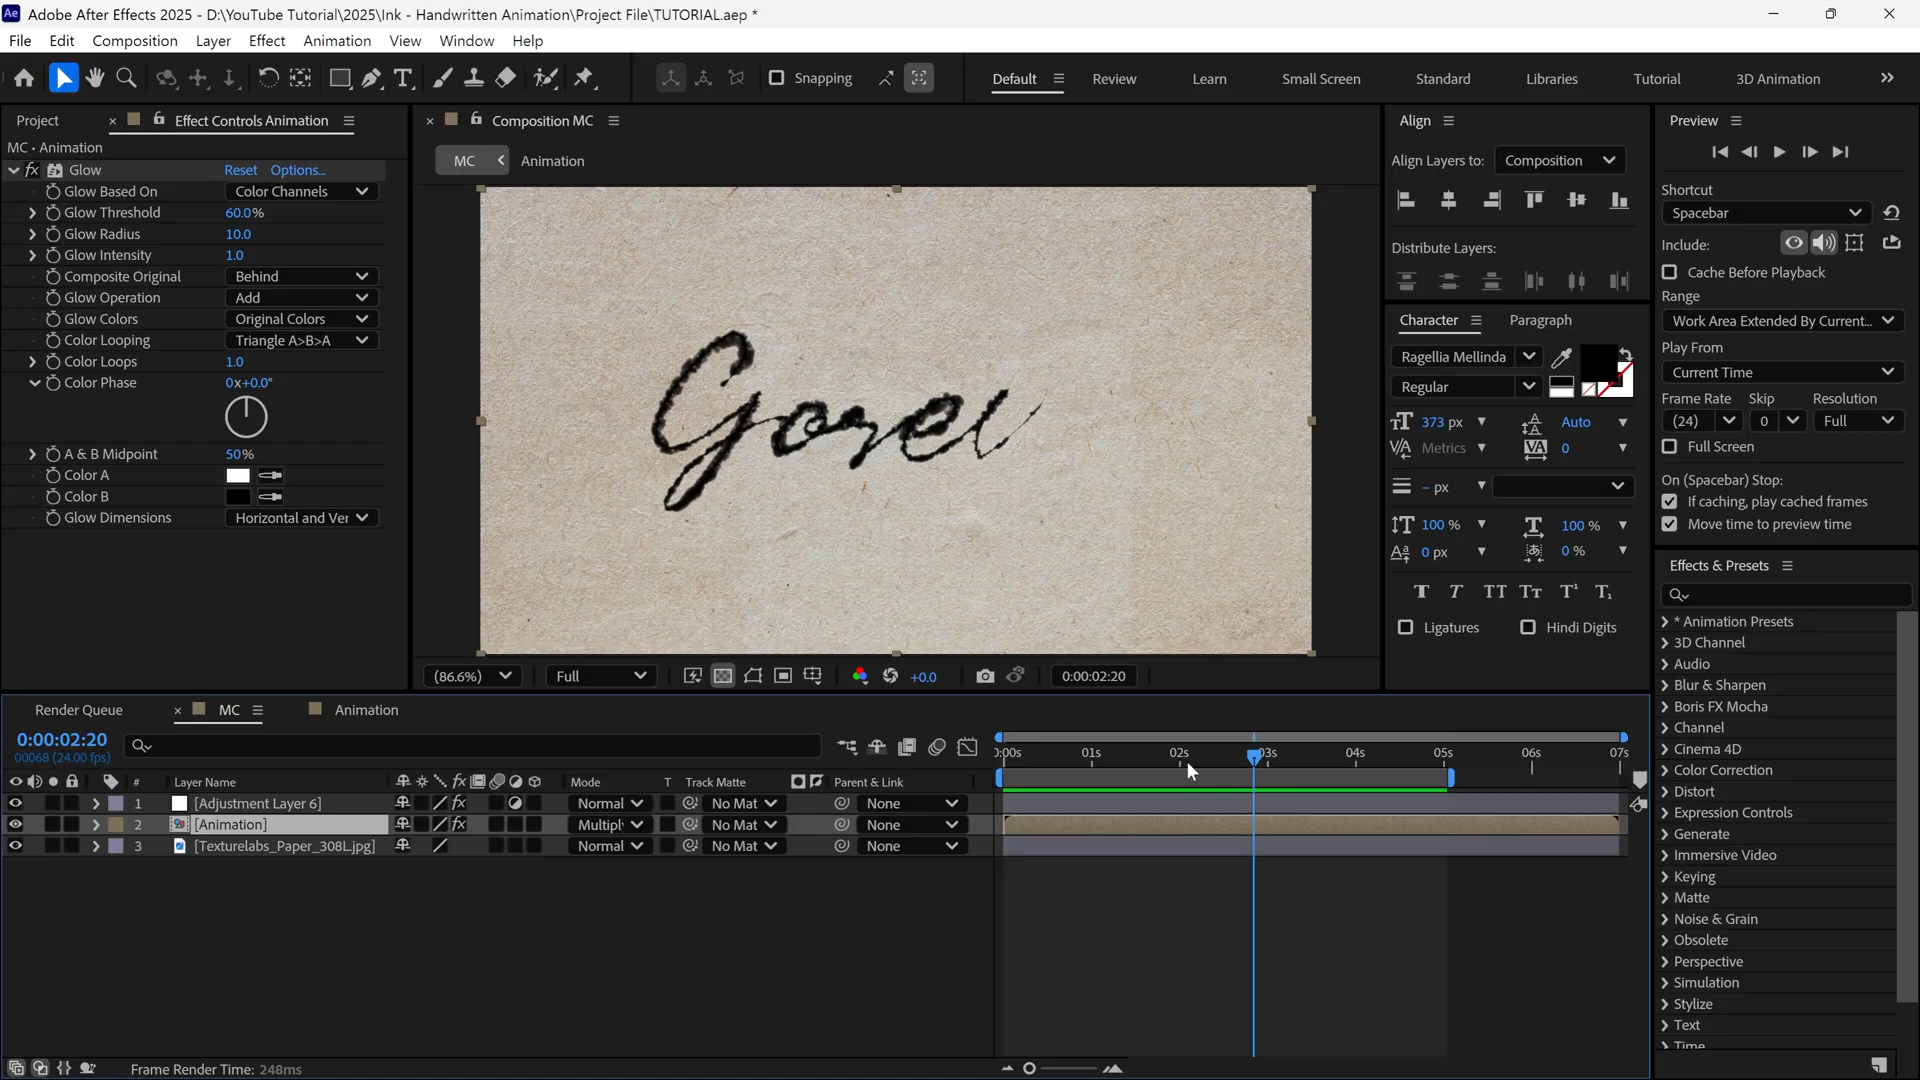 Adobe After Effects 2025 - D:\YouTube Tutorial\2025\Ink - Handwritten Animation\Project File\TUTORIAL.aep *
File Edit Composition Layer Effect Animation View Window Help
Snapping Default Review Learn Small Screen Standard Libraries Tutorial 3D Animation
Project Effect Controls Animation
MC • Animation
fx Glow Reset Options...
Glow Based On Color Channels
Glow Threshold 60.0%
Glow Radius 10.0
Glow Intensity 1.0
Composite Original Behind
Glow Operation Add
Glow Colors Original Colors
Color Looping Triangle A>B>A
Color Loops 1.0
Color Phase 0x+0.0°
A & B Midpoint 50%
Color A
Color B
Glow Dimensions Horizontal and Ver
Composition MC
MC Animation
(86.6%) Full +0.0 0:00:02:20
Align
Align Layers to: Composition
Distribute Layers:
Character Paragraph
Ragellia Mellinda
Regular
373 px Auto
Metrics 0
– px
100 % 100 %
0 px 0 %
T T TT Tт T¹ T₁
Ligatures Hindi Digits
Preview
Shortcut
Spacebar
Include:
Cache Before Playback
Range
Work Area Extended By Current...
Play From
Current Time
Frame Rate Skip Resolution
(24) 0 Full
Full Screen
On (Spacebar) Stop:
If caching, play cached frames
Move time to preview time
Effects & Presets
* Animation Presets
3D Channel
Audio
Blur & Sharpen
Boris FX Mocha
Channel
Cinema 4D
Color Correction
Distort
Expression Controls
Generate
Immersive Video
Keying
Matte
Noise & Grain
Obsolete
Perspective
Simulation
Stylize
Text
Time
Render Queue MC Animation
0:00:02:20
00068 (24.00 fps)
):00s 01s 02s 03s 04s 05s 06s 07s
# Layer Name fx Mode T Track Matte Parent & Link
1 [Adjustment Layer 6] fx Normal No Mat None
2 [Animation] fx Multipl No Mat None
3 [Texturelabs_Paper_308L.jpg] Normal No Mat None
Frame Render Time: 248ms